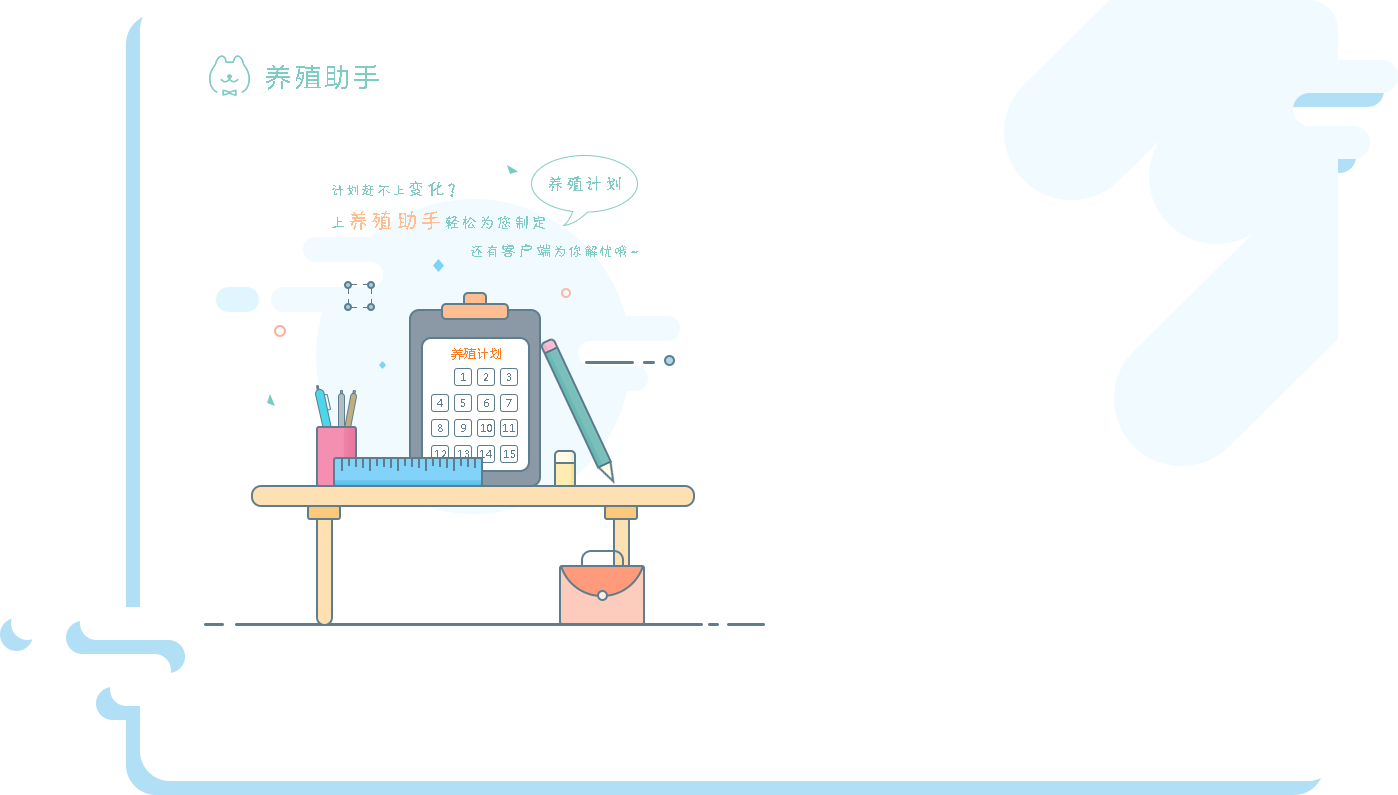 养殖助手
养殖计划
计划赶不上变化?
上养殖助手轻松为您制定
还有客户端为你解忧哦~
养殖计划
1 2 3
4 5 6 7
8 9 10 11
12 13 14 15